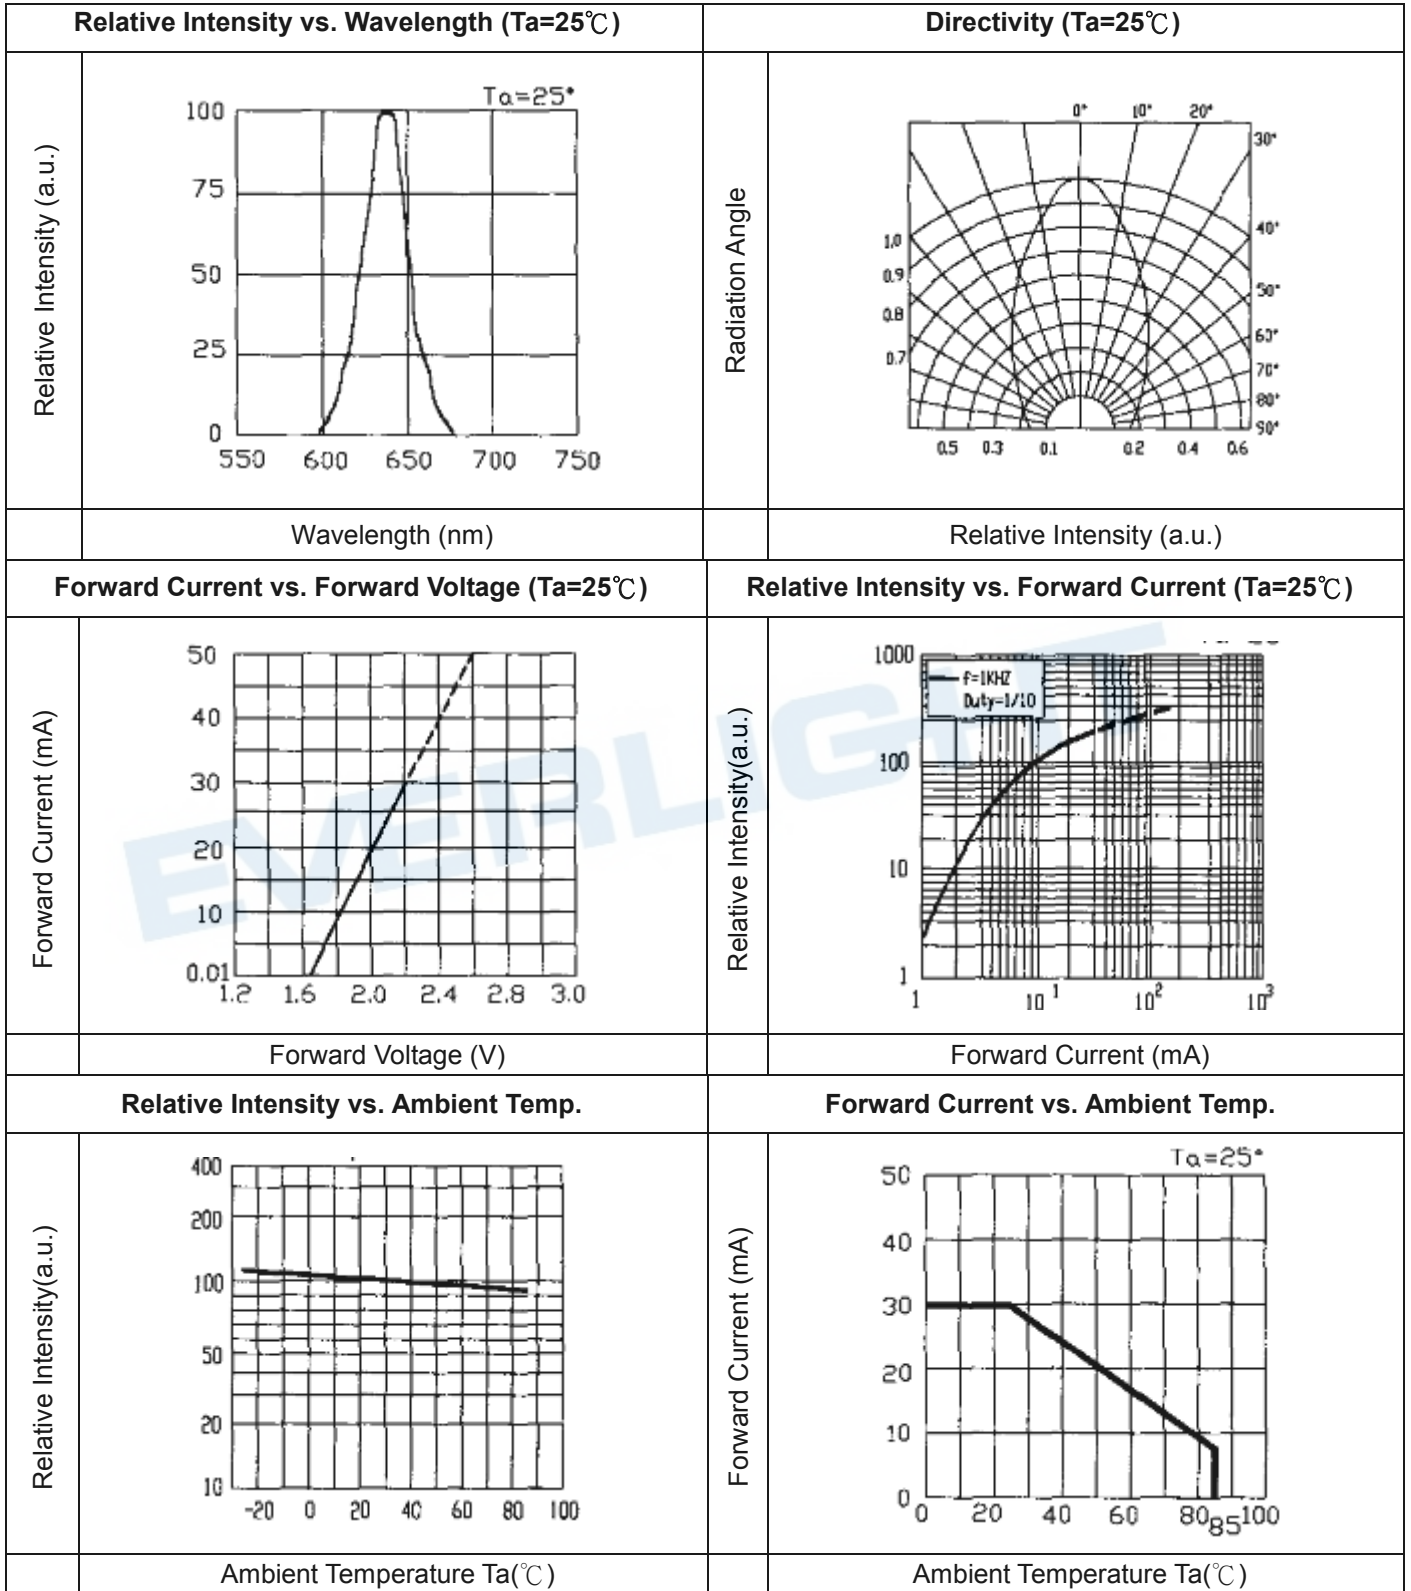 Relative Intensity vs. Wavelength (Ta=25℃)
Relative Intensity (a.u.)
Ta=25°
100
75
50
25
0
550 600 650 700 750
Wavelength (nm)
Directivity (Ta=25℃)
Radiation Angle
0° 10° 20°
30°
40°
50°
60°
70°
80°
90°
1.0
0.9
0.8
0.7
0.5 0.3 0.1 0.2 0.4 0.6
Relative Intensity (a.u.)
Forward Current vs. Forward Voltage (Ta=25℃)
Forward Current (mA)
50
40
30
20
10
0.01
1.2 1.6 2.0 2.4 2.8 3.0
Forward Voltage (V)
Relative Intensity vs. Forward Current (Ta=25℃)
Relative Intensity(a.u.)
f=1KHZ
Duty=1/10
1000
100
10
1
1 10¹ 10² 10³
Forward Current (mA)
EVERLIGHT
Relative Intensity vs. Ambient Temp.
Relative Intensity(a.u.)
400
200
100
50
20
10
-20 0 20 40 60 80 100
Ambient Temperature Ta(℃)
Forward Current vs. Ambient Temp.
Forward Current (mA)
Ta=25°
50
40
30
20
10
0
0 20 40 60 80 85 100
Ambient Temperature Ta(℃)